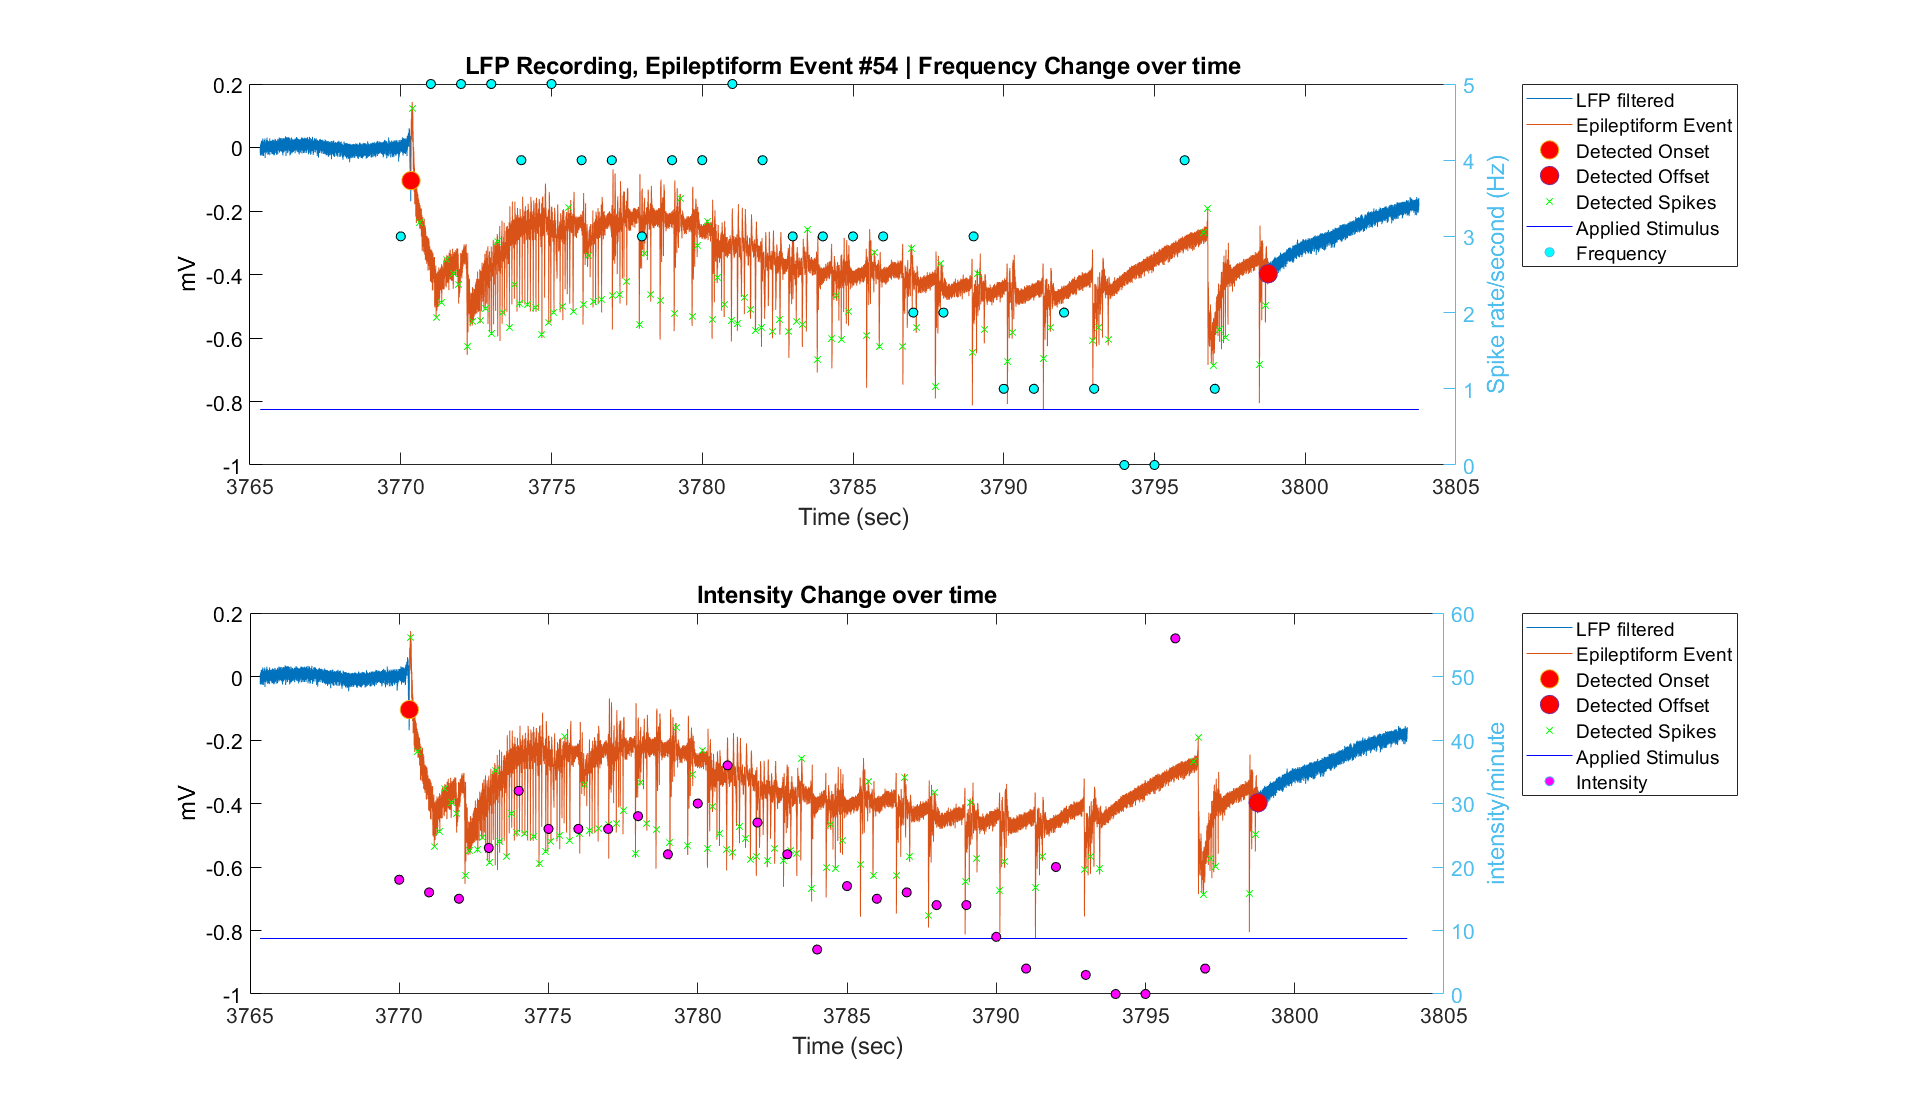 LFP Recording, Epileptiform Event #54 | Frequency Change over time
0.2
0
-0.2
-0.4
-0.6
-0.8
-1
mV
3765
3770
3775
3780
3785
3790
3795
3800
3805
Time (sec)
5
4
3
2
1
0
Spike rate/second (Hz)
LFP filtered
Epileptiform Event
Detected Onset
Detected Offset
Detected Spikes
Applied Stimulus
Frequency
Intensity Change over time
0.2
0
-0.2
-0.4
-0.6
-0.8
-1
mV
3765
3770
3775
3780
3785
3790
3795
3800
3805
Time (sec)
60
50
40
30
20
10
0
intensity/minute
LFP filtered
Epileptiform Event
Detected Onset
Detected Offset
Detected Spikes
Applied Stimulus
Intensity